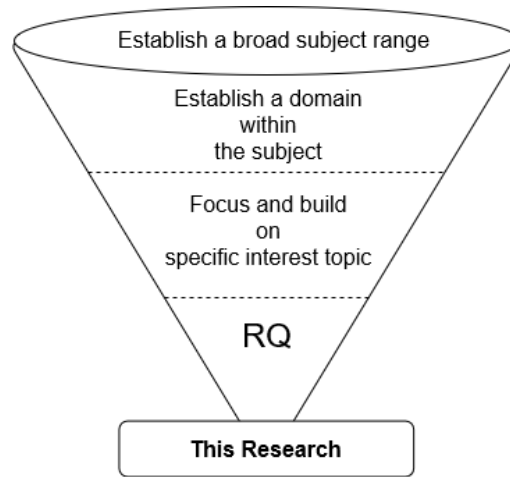 Establish a broad subject range
Establish a domain
within
the subject
Focus and build
on
specific interest topic
RQ
This Research